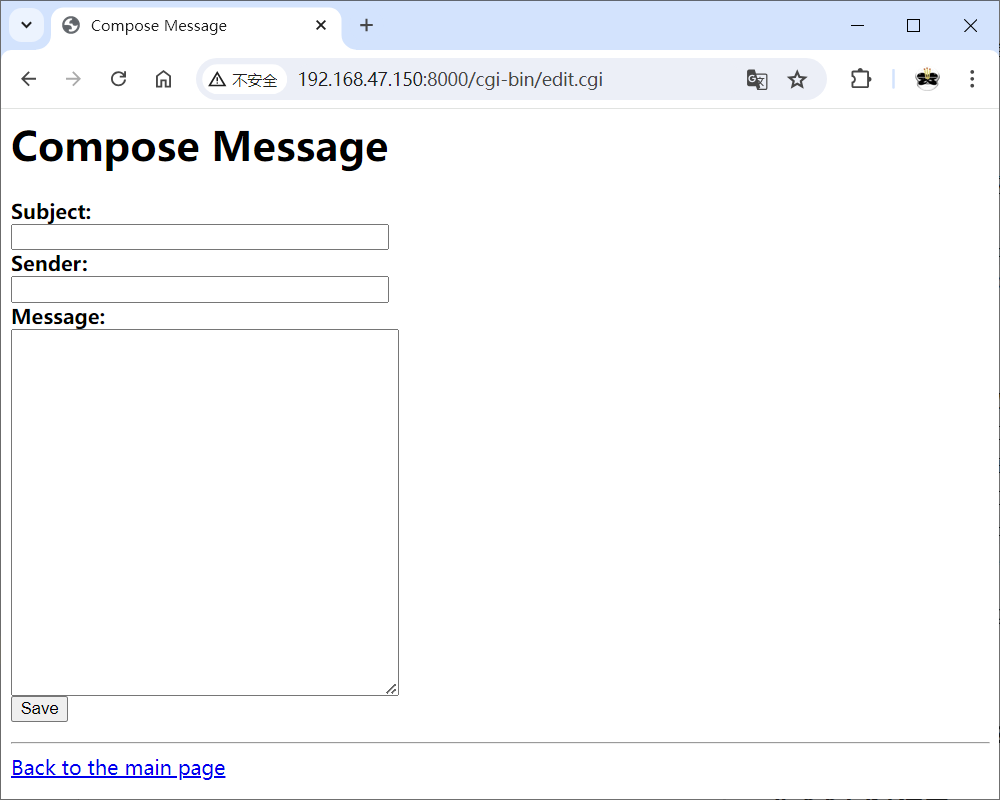 Compose Message
不安全 192.168.47.150:8000/cgi-bin/edit.cgi
Compose Message
Subject:
Sender:
Message:
Save
Back to the main page